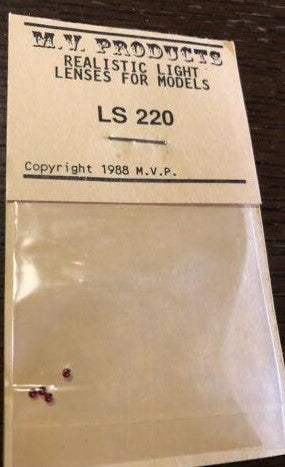 M.V. PRODUCTS
REALISTIC LIGHT
LENSES FOR MODELS
LS 220
Copyright 1988 M.V.P.